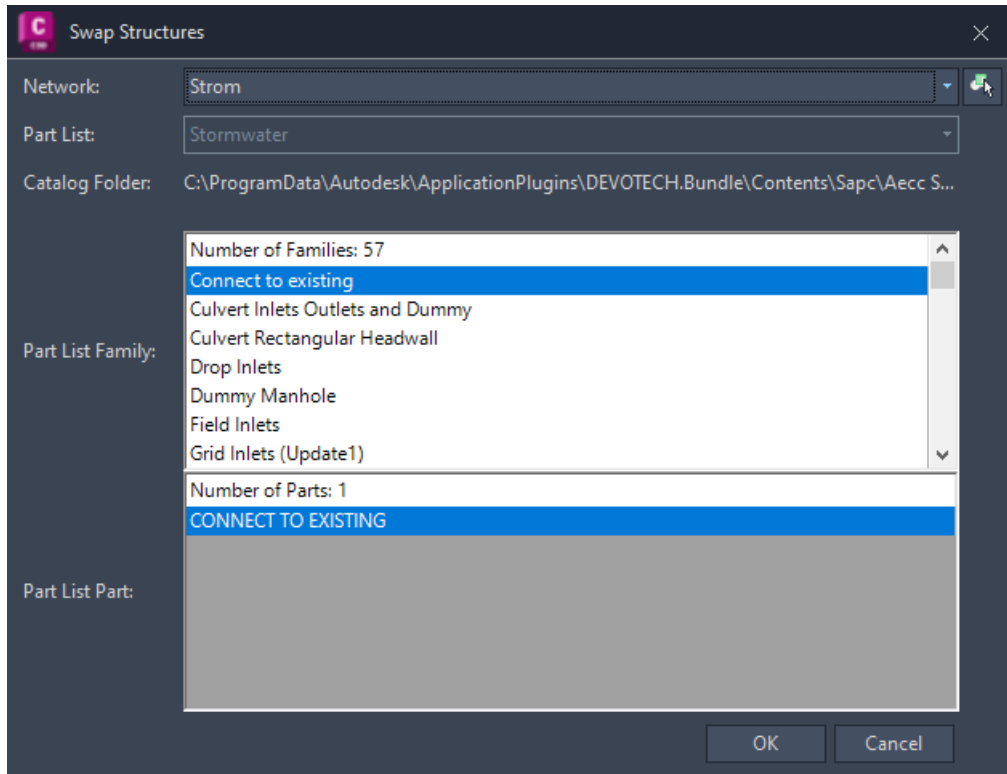 C
C3D
Swap Structures
Network:
Strom
Part List:
Stormwater
Catalog Folder:
C:\ProgramData\Autodesk\ApplicationPlugins\DEVOTECH.Bundle\Contents\Sapc\Aecc S...
Part List Family:
Number of Families: 57
Connect to existing
Culvert Inlets Outlets and Dummy
Culvert Rectangular Headwall
Drop Inlets
Dummy Manhole
Field Inlets
Grid Inlets (Update1)
Part List Part:
Number of Parts: 1
CONNECT TO EXISTING
OK
Cancel